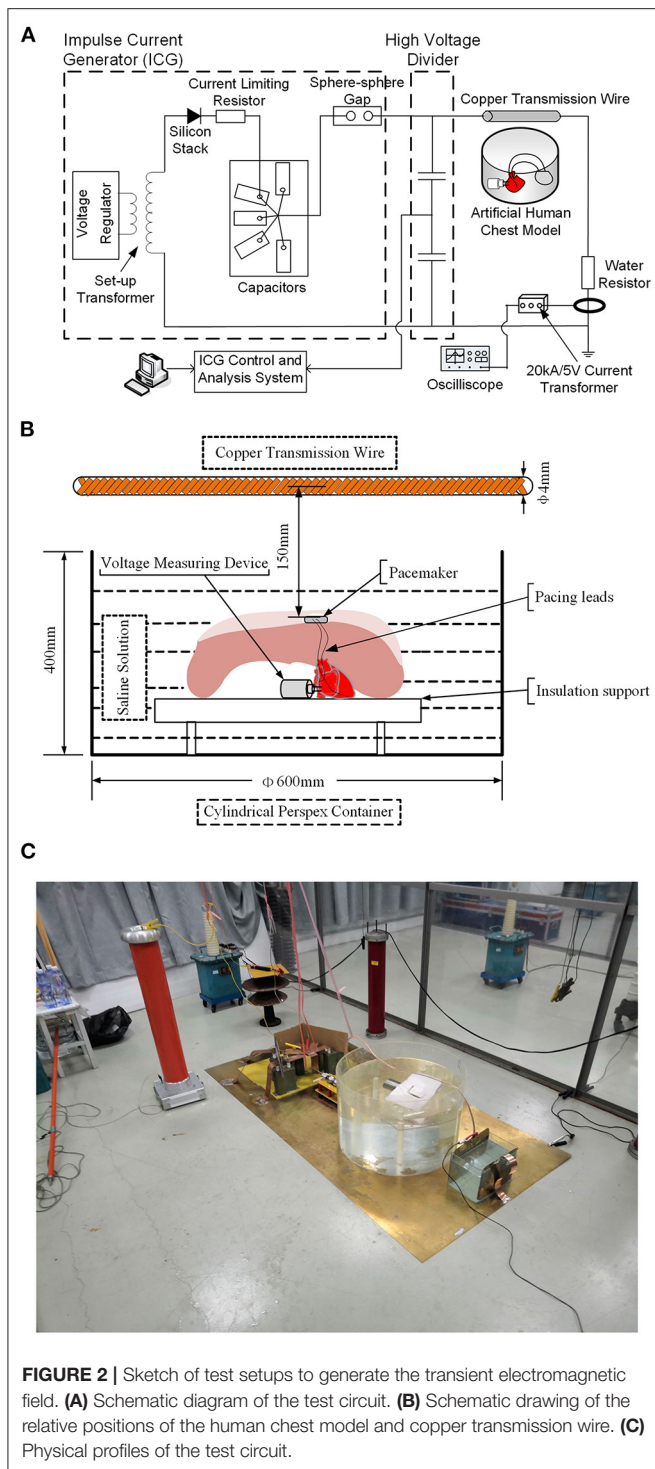 A
Impulse Current
Generator (ICG)
High Voltage
Divider
Current Limiting
Resistor
Sphere-sphere
Gap
Copper Transmission Wire
Silicon
Stack
Voltage
Regulator
Artificial Human
Chest Model
Set-up
Transformer
Capacitors
Water
Resistor
ICG Control and
Analysis System
Oscilliscope
20kA/5V Current
Transformer
B
Copper Transmission Wire
ϕ4mm
150mm
Voltage Measuring Device
Pacemaker
Pacing leads
400mm
Saline Solution
Insulation support
Φ600mm
Cylindrical Perspex Container
C
FIGURE 2 | Sketch of test setups to generate the transient electromagnetic
field. (A) Schematic diagram of the test circuit. (B) Schematic drawing of the
relative positions of the human chest model and copper transmission wire. (C)
Physical profiles of the test circuit.